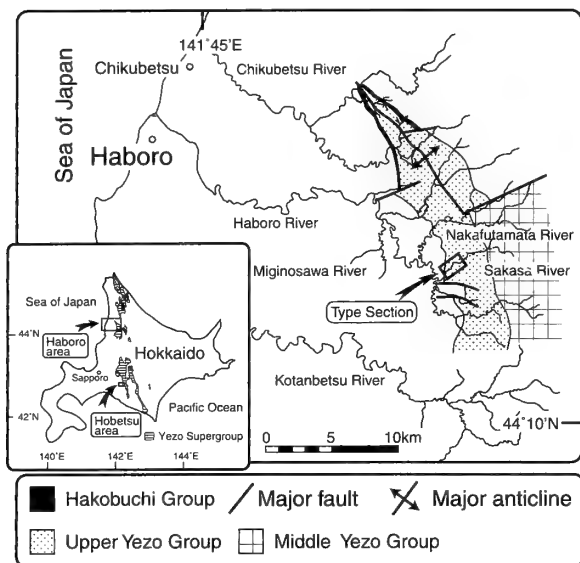 141°45'E
Chikubetsu
Chikubetsu River
Sea of Japan
Haboro
Haboro River
Nakafutamata River
Miginosawa River
Sakasa River
Type Section
Kotanbetsu River
44°10'N
0 5 10km
Sea of Japan
44°N
Haboro
area
Hokkaido
Sapporo
Pacific Ocean
Hobetsu
area
42°N
Yezo Supergroup
140°E 142°E 144°E
Hakobuchi Group Major fault Major anticline
Upper Yezo Group Middle Yezo Group